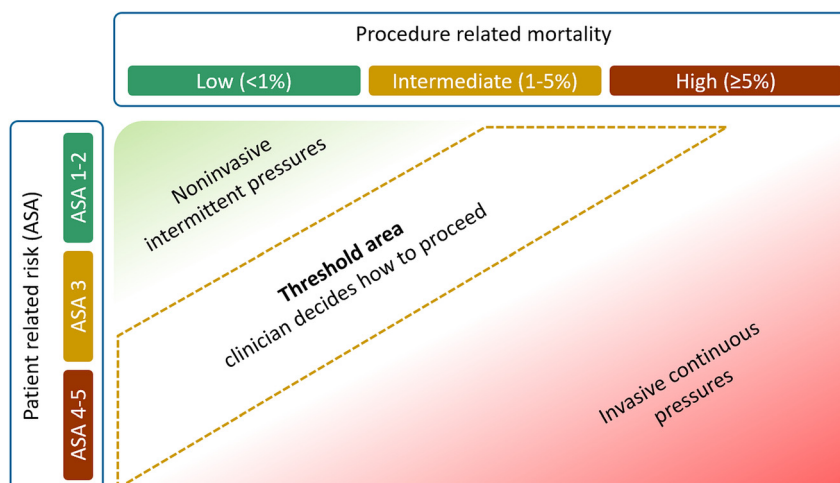 Procedure related mortality
Low (<1%)
Intermediate (1-5%)
High (≥5%)
Patient related risk (ASA)
ASA 1-2
ASA 3
ASA 4-5
Noninvasive
intermittent pressures
Threshold area
clinician decides how to proceed
Invasive continuous
pressures